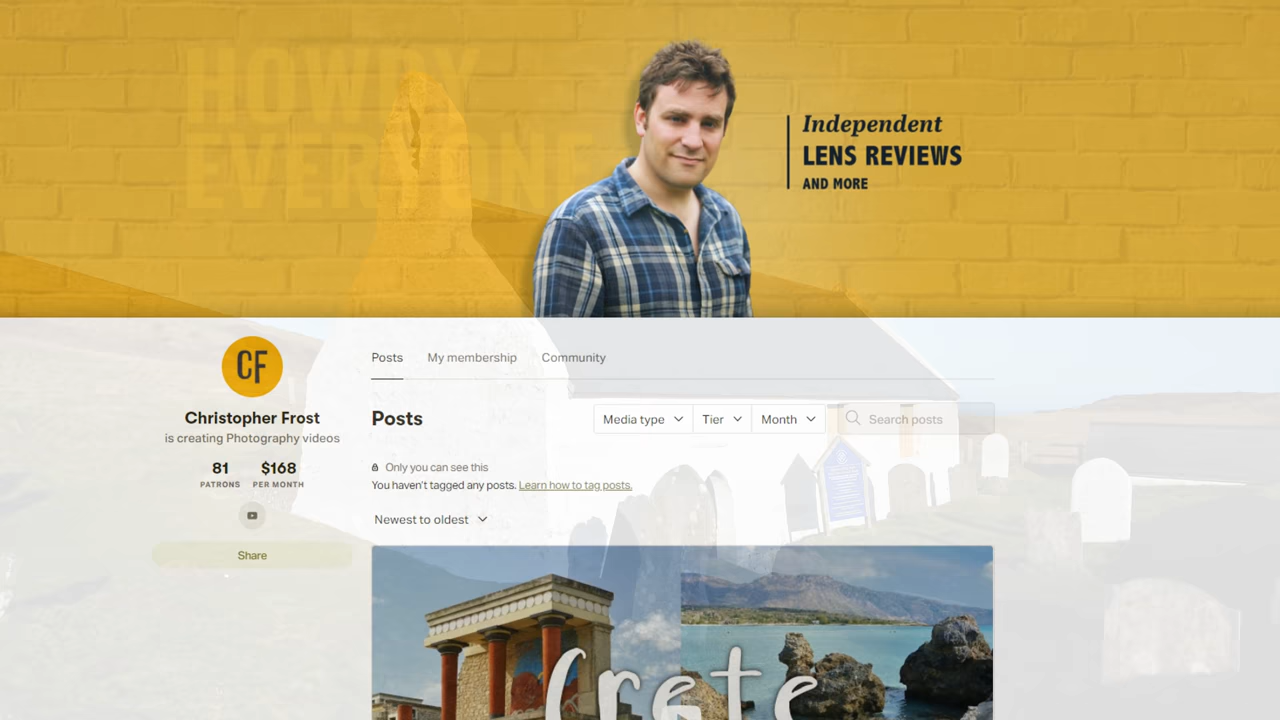 HOWDY
EVERYONE
Independent
LENS REVIEWS
AND MORE
CF
Christopher Frost
is creating Photography videos
81 $168
PATRONS PER MONTH
Share
Posts My membership Community
Posts
Media type Tier Month Search posts
Only you can see this
You haven't tagged any posts. Learn how to tag posts.
Newest to oldest
Crete